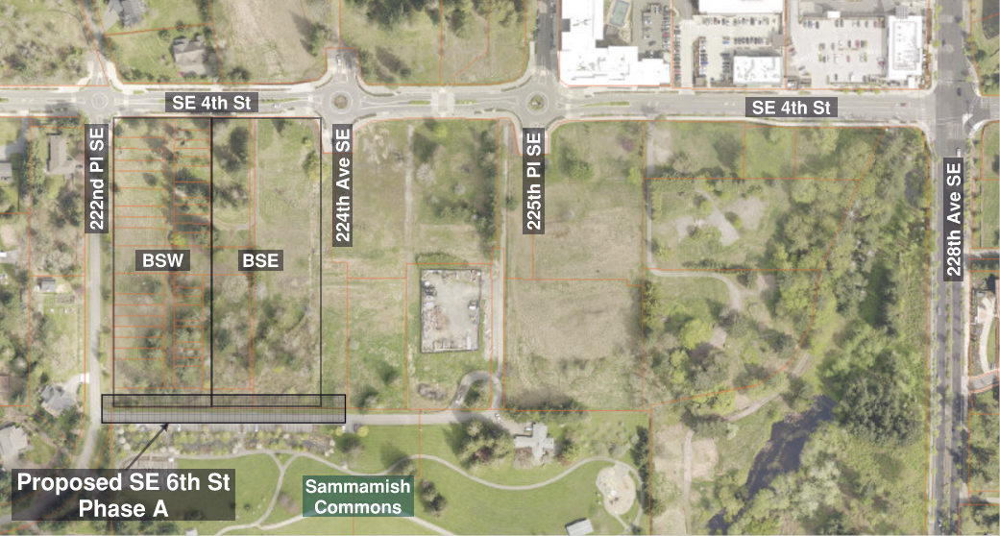 SE 4th St
SE 4th St
222nd Pl SE
224th Ave SE
225th Pl SE
228th Ave SE
BSW
BSE
Proposed SE 6th St
Phase A
Sammamish
Commons